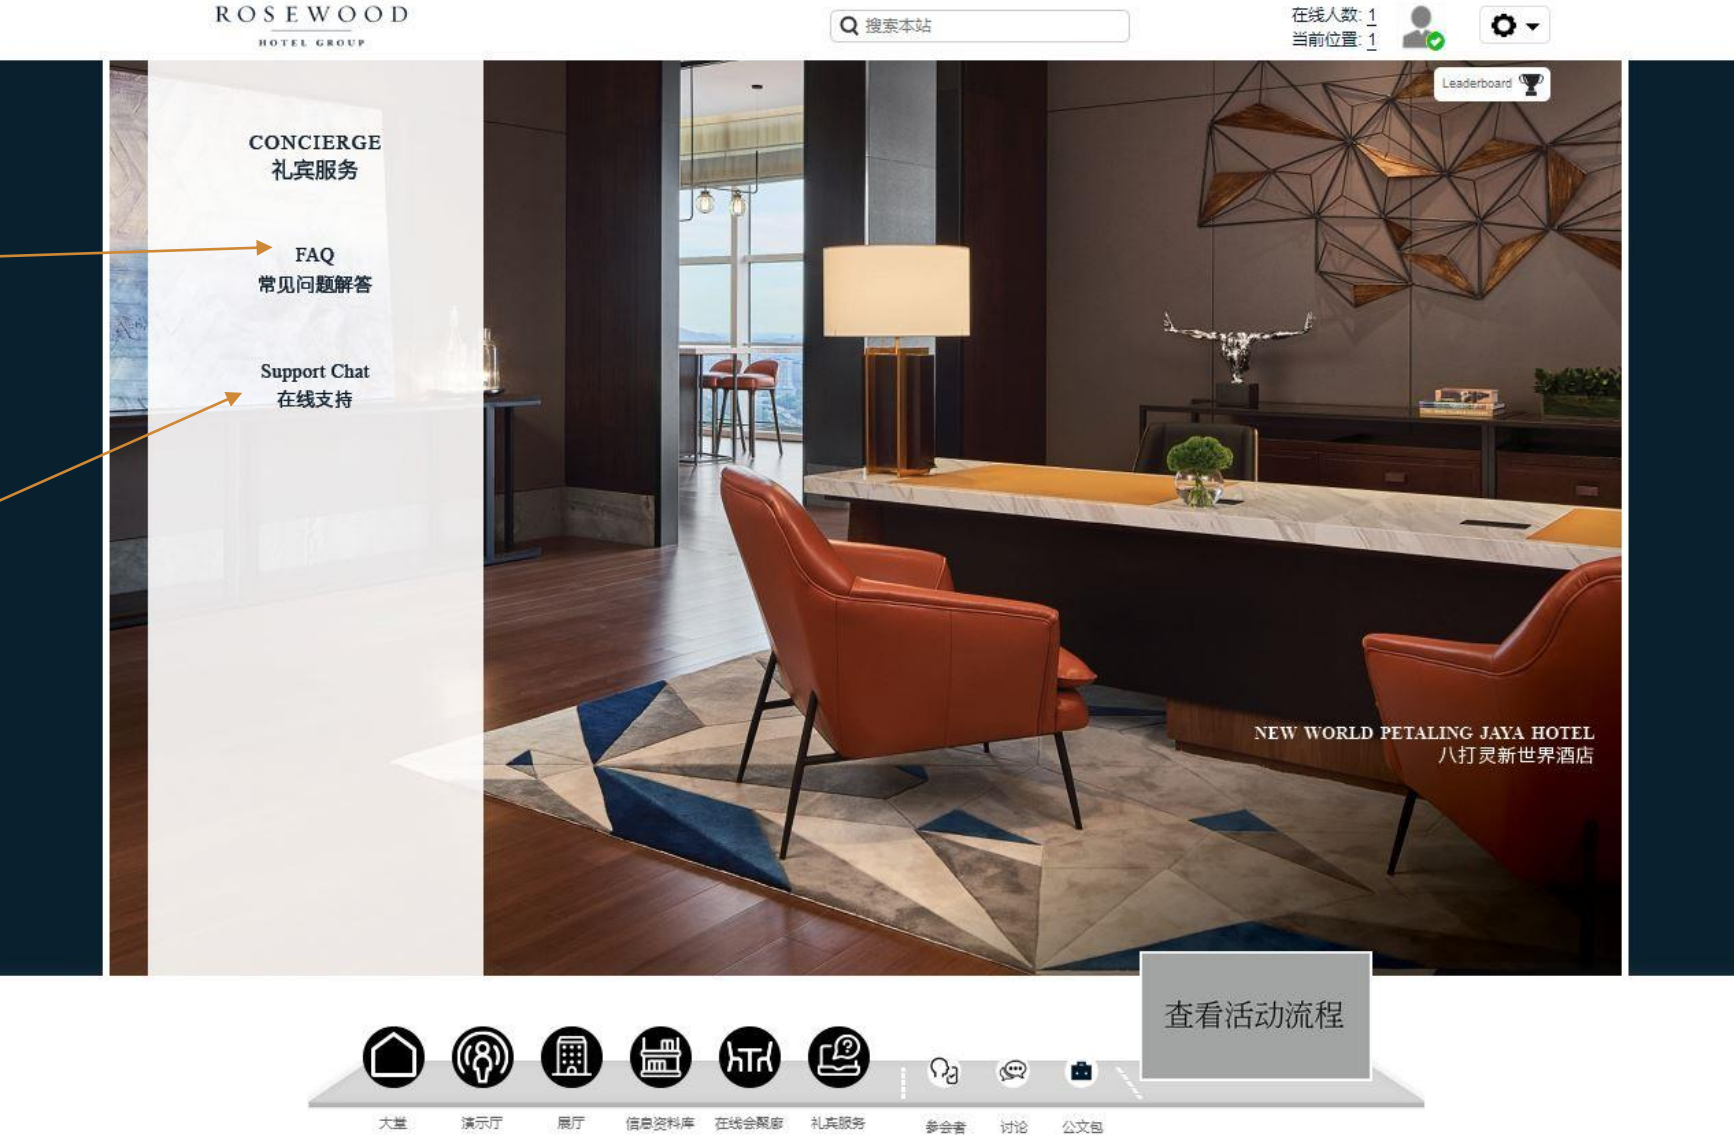 ROSEWOOD
HOTEL GROUP
搜索本站
在线人数: 1
当前位置: 1
Leaderboard
CONCIERGE
礼宾服务
FAQ
常见问题解答
Support Chat
在线支持
NEW WORLD PETALING JAYA HOTEL
八打灵新世界酒店
查看活动流程
大堂
演示厅
展厅
信息资料库
在线会聚廊
礼宾服务
参会者
讨论
公文包